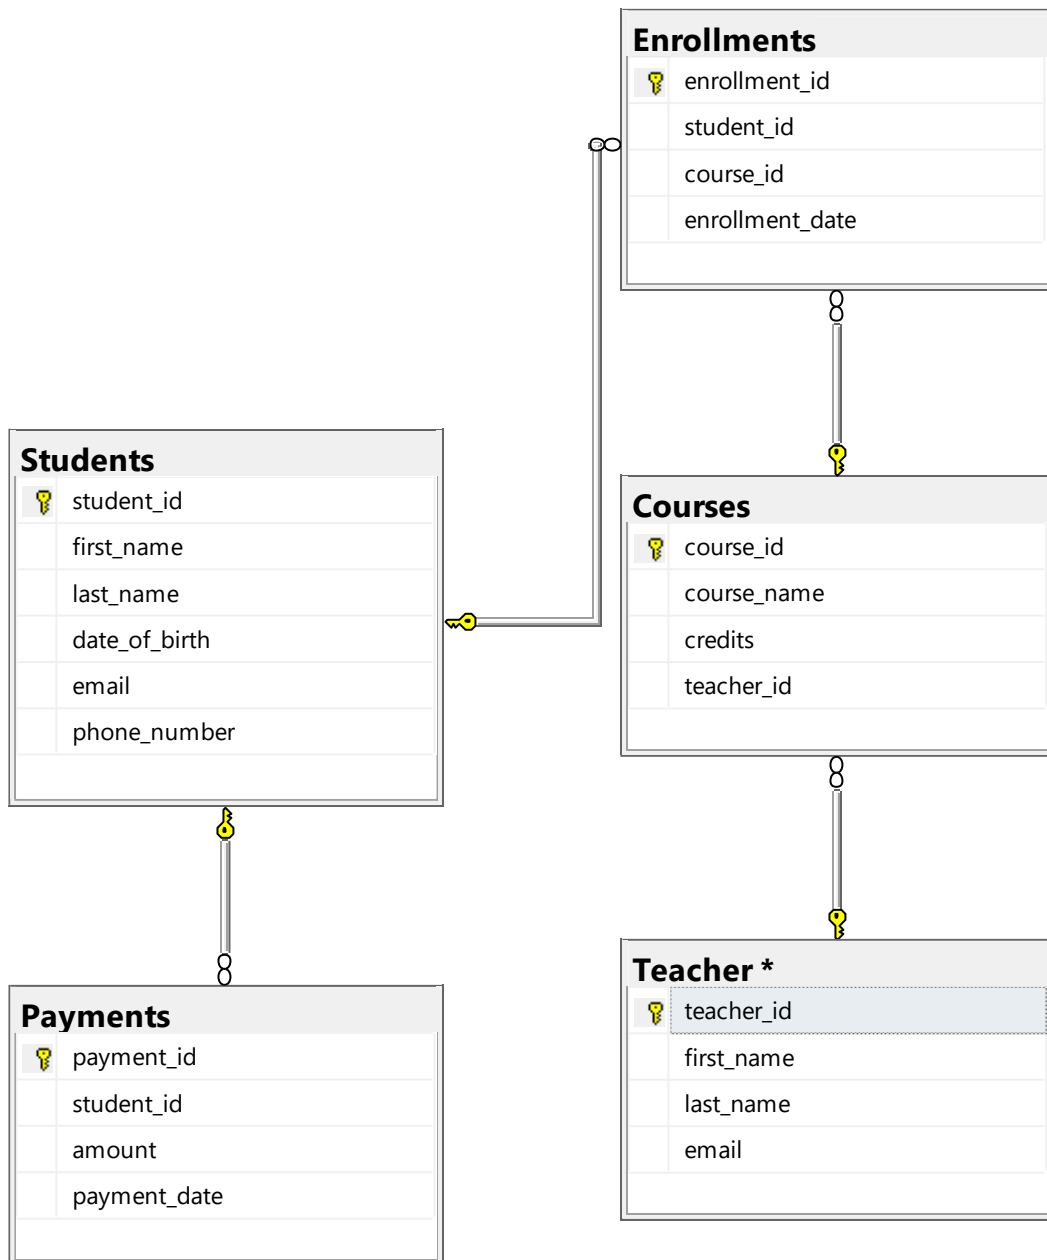 Enrollments
enrollment_id
student_id
course_id
enrollment_date
Students
student_id
first_name
last_name
date_of_birth
email
phone_number
Courses
course_id
course_name
credits
teacher_id
Payments
payment_id
student_id
amount
payment_date
Teacher *
teacher_id
first_name
last_name
email